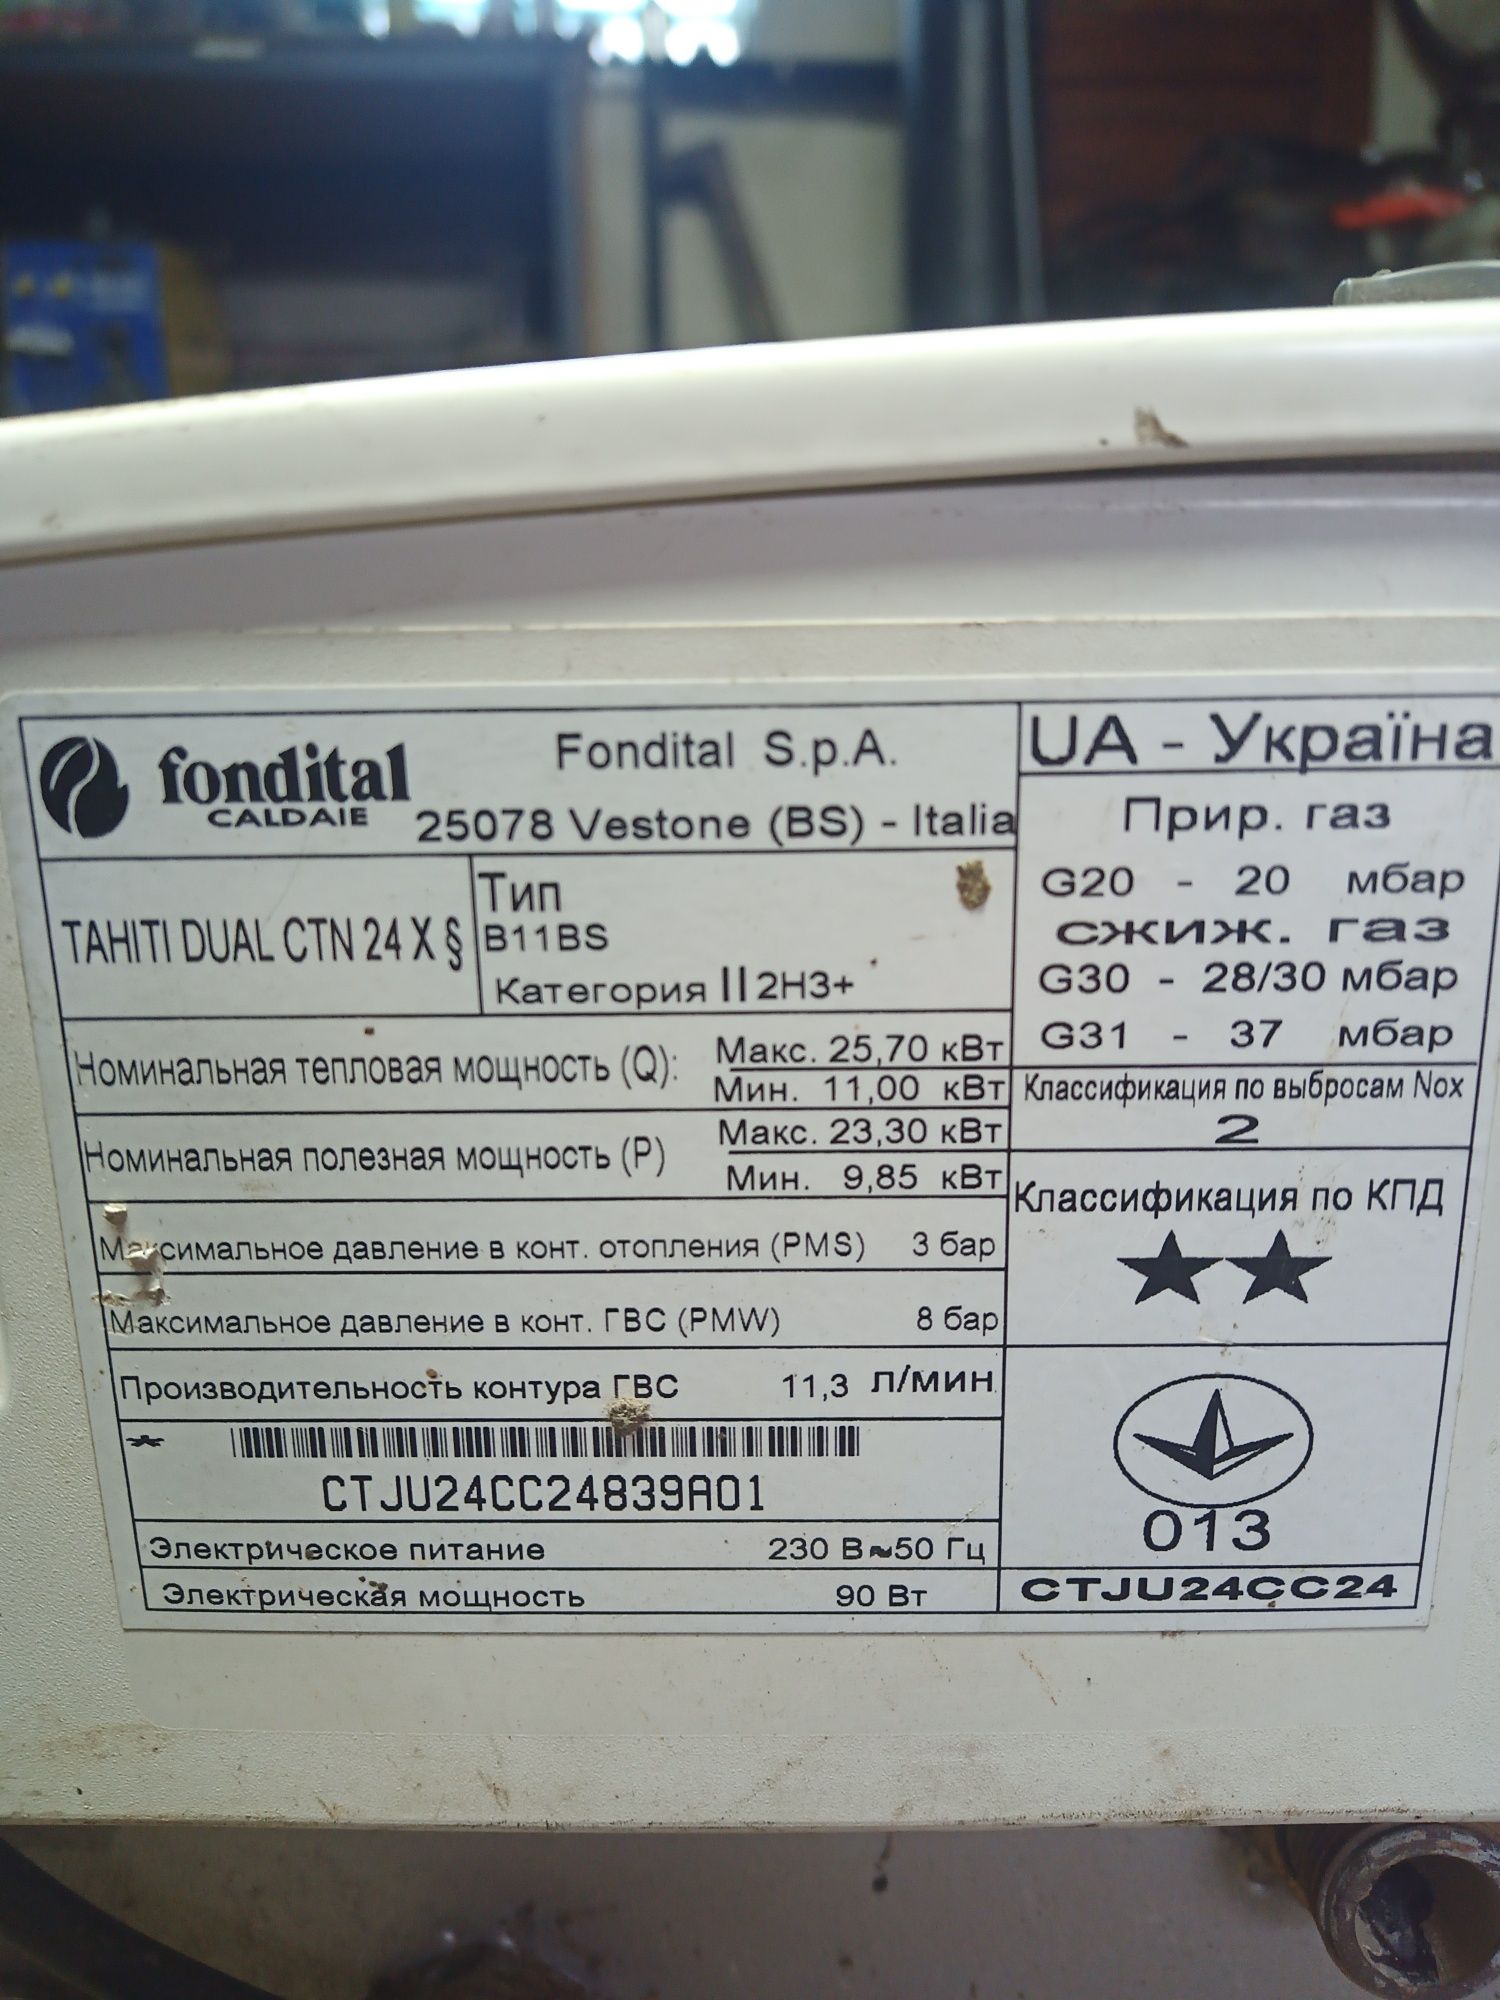 fondital
CALDAIE
Fondital S.p.A.
25078 Vestone (BS) - Italia
TAHITI DUAL CTN 24 X §
Тип
B11BS
Категория II2H3+
Номинальная тепловая мощность (Q): Макс. 25,70 кВт
Мин. 11,00 кВт
Номинальная полезная мощность (P) Макс. 23,30 кВт
Мин. 9,85 кВт
Максимальное давление в конт. отопления (PMS) 3 бар
Максимальное давление в конт. ГВС (PMW) 8 бар
Производительность контура ГВС 11,3 л/мин
CTJU24CC24839A01
Электрическое питание 230 В≈50 Гц
Электрическая мощность 90 Вт
UA - Україна
Прир. газ
G20 - 20 мбар
сжиж. газ
G30 - 28/30 мбар
G31 - 37 мбар
Классификация по выбросам Nox
2
Классификация по КПД
★★
013
CTJU24CC24